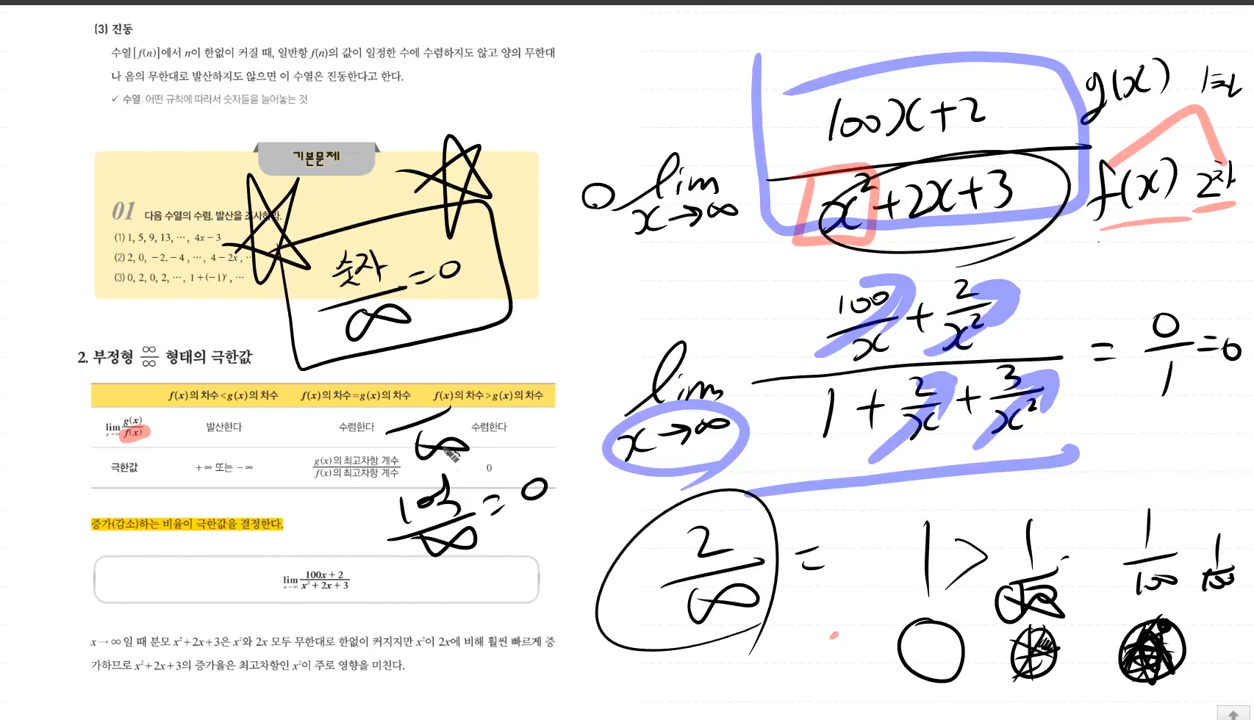 (3) 진동
수열[f(n)]에서 n이 한없이 커질 때, 일반항 f(n)의 값이 일정한 수에 수렴하지도 않고 양의 무한대
나 음의 무한대로 발산하지도 않으면 이 수열은 진동한다고 한다.
✓ 수열 : 어떤 규칙에 따라서 숫자들을 늘어놓는 것
기본문제
01 다음 수열의 수렴, 발산을 조사하라.
(1) 1, 5, 9, 13, ⋯, 4x−3
(2) 2, 0, −2, −4, ⋯, 4−2x, ⋯
(3) 0, 2, 0, 2, ⋯, 1+(−1)ⁿ, ⋯
숫자/∞ = 0
2. 부정형 ∞/∞ 형태의 극한값
f(x)의 차수<g(x)의 차수 f(x)의 차수=g(x)의 차수 f(x)의 차수>g(x)의 차수
lim g(x)/f(x) 발산한다 수렴한다 수렴한다
극한값 +∞ 또는 −∞ g(x)의 최고차항 계수/f(x)의 최고차항 계수 0
/∞
1억/∞ = 0
증가(감소)하는 비율이 극한값을 결정한다.
lim 100x+2/x²+2x+3
x→∞일 때 분모 x²+2x+3은 x²와 2x 모두 무한대로 한없이 커지지만 x²이 2x에 비해 훨씬 빠르게 증
가하므로 x²+2x+3의 증가율은 최고차항인 x²이 주로 영향을 미친다.
lim x→∞ 100x+2/x²+2x+3
g(x) 1차
f(x) 2차
lim x→∞ (100/x + 2/x²)/(1 + 2/x + 3/x²) = 0/1 = 0
2/∞ = 1 > 1/∞ 1/100 1/100